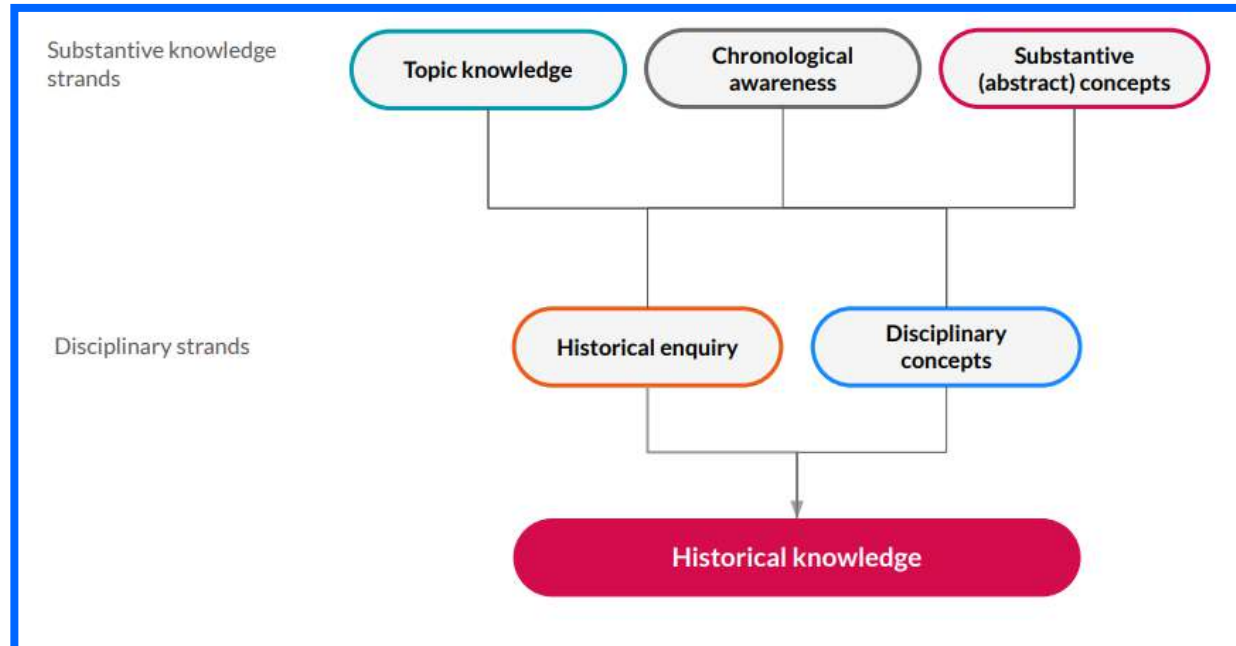 Substantive knowledge
strands
Topic knowledge
Chronological
awareness
Substantive
(abstract) concepts
Disciplinary strands
Historical enquiry
Disciplinary
concepts
Historical knowledge